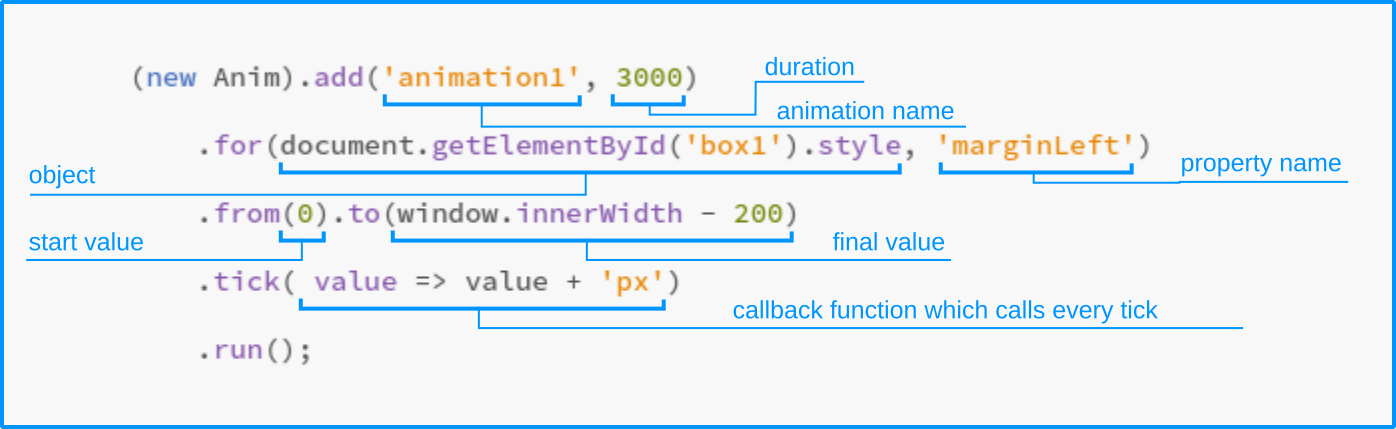 duration
(new Anim).add('animation1', 3000)
animation name
.for(document.getElementById('box1').style, 'marginLeft')
object
property name
.from(0).to(window.innerWidth - 200)
start value
final value
.tick( value => value + 'px')
callback function which calls every tick
.run();